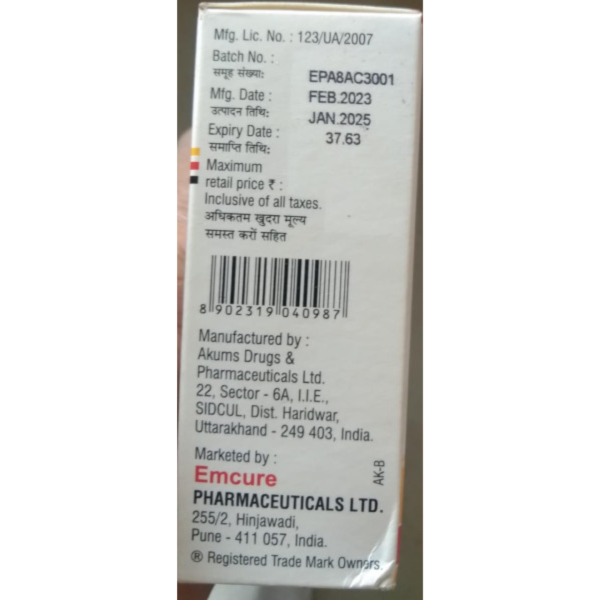 Mfg. Lic. No. : 123/UA/2007
Batch No. :
समूह संख्या:
EPA8AC3001
Mfg. Date : FEB.2023
उत्पादन तिथि:
JAN.2025
Expiry Date :
37.63
समाप्ति तिथि:
Maximum
retail price ₹ :
Inclusive of all taxes.
अधिकतम खुदरा मूल्य
समस्त करों सहित
8 902319 040987
Manufactured by :
Akums Drugs &
Pharmaceuticals Ltd.
22, Sector - 6A, I.I.E.,
SIDCUL, Dist. Haridwar,
Uttarakhand - 249 403, India.
Marketed by :
Emcure
PHARMACEUTICALS LTD.
255/2, Hinjawadi,
Pune - 411 057, India.
® Registered Trade Mark Owners.
AK-B